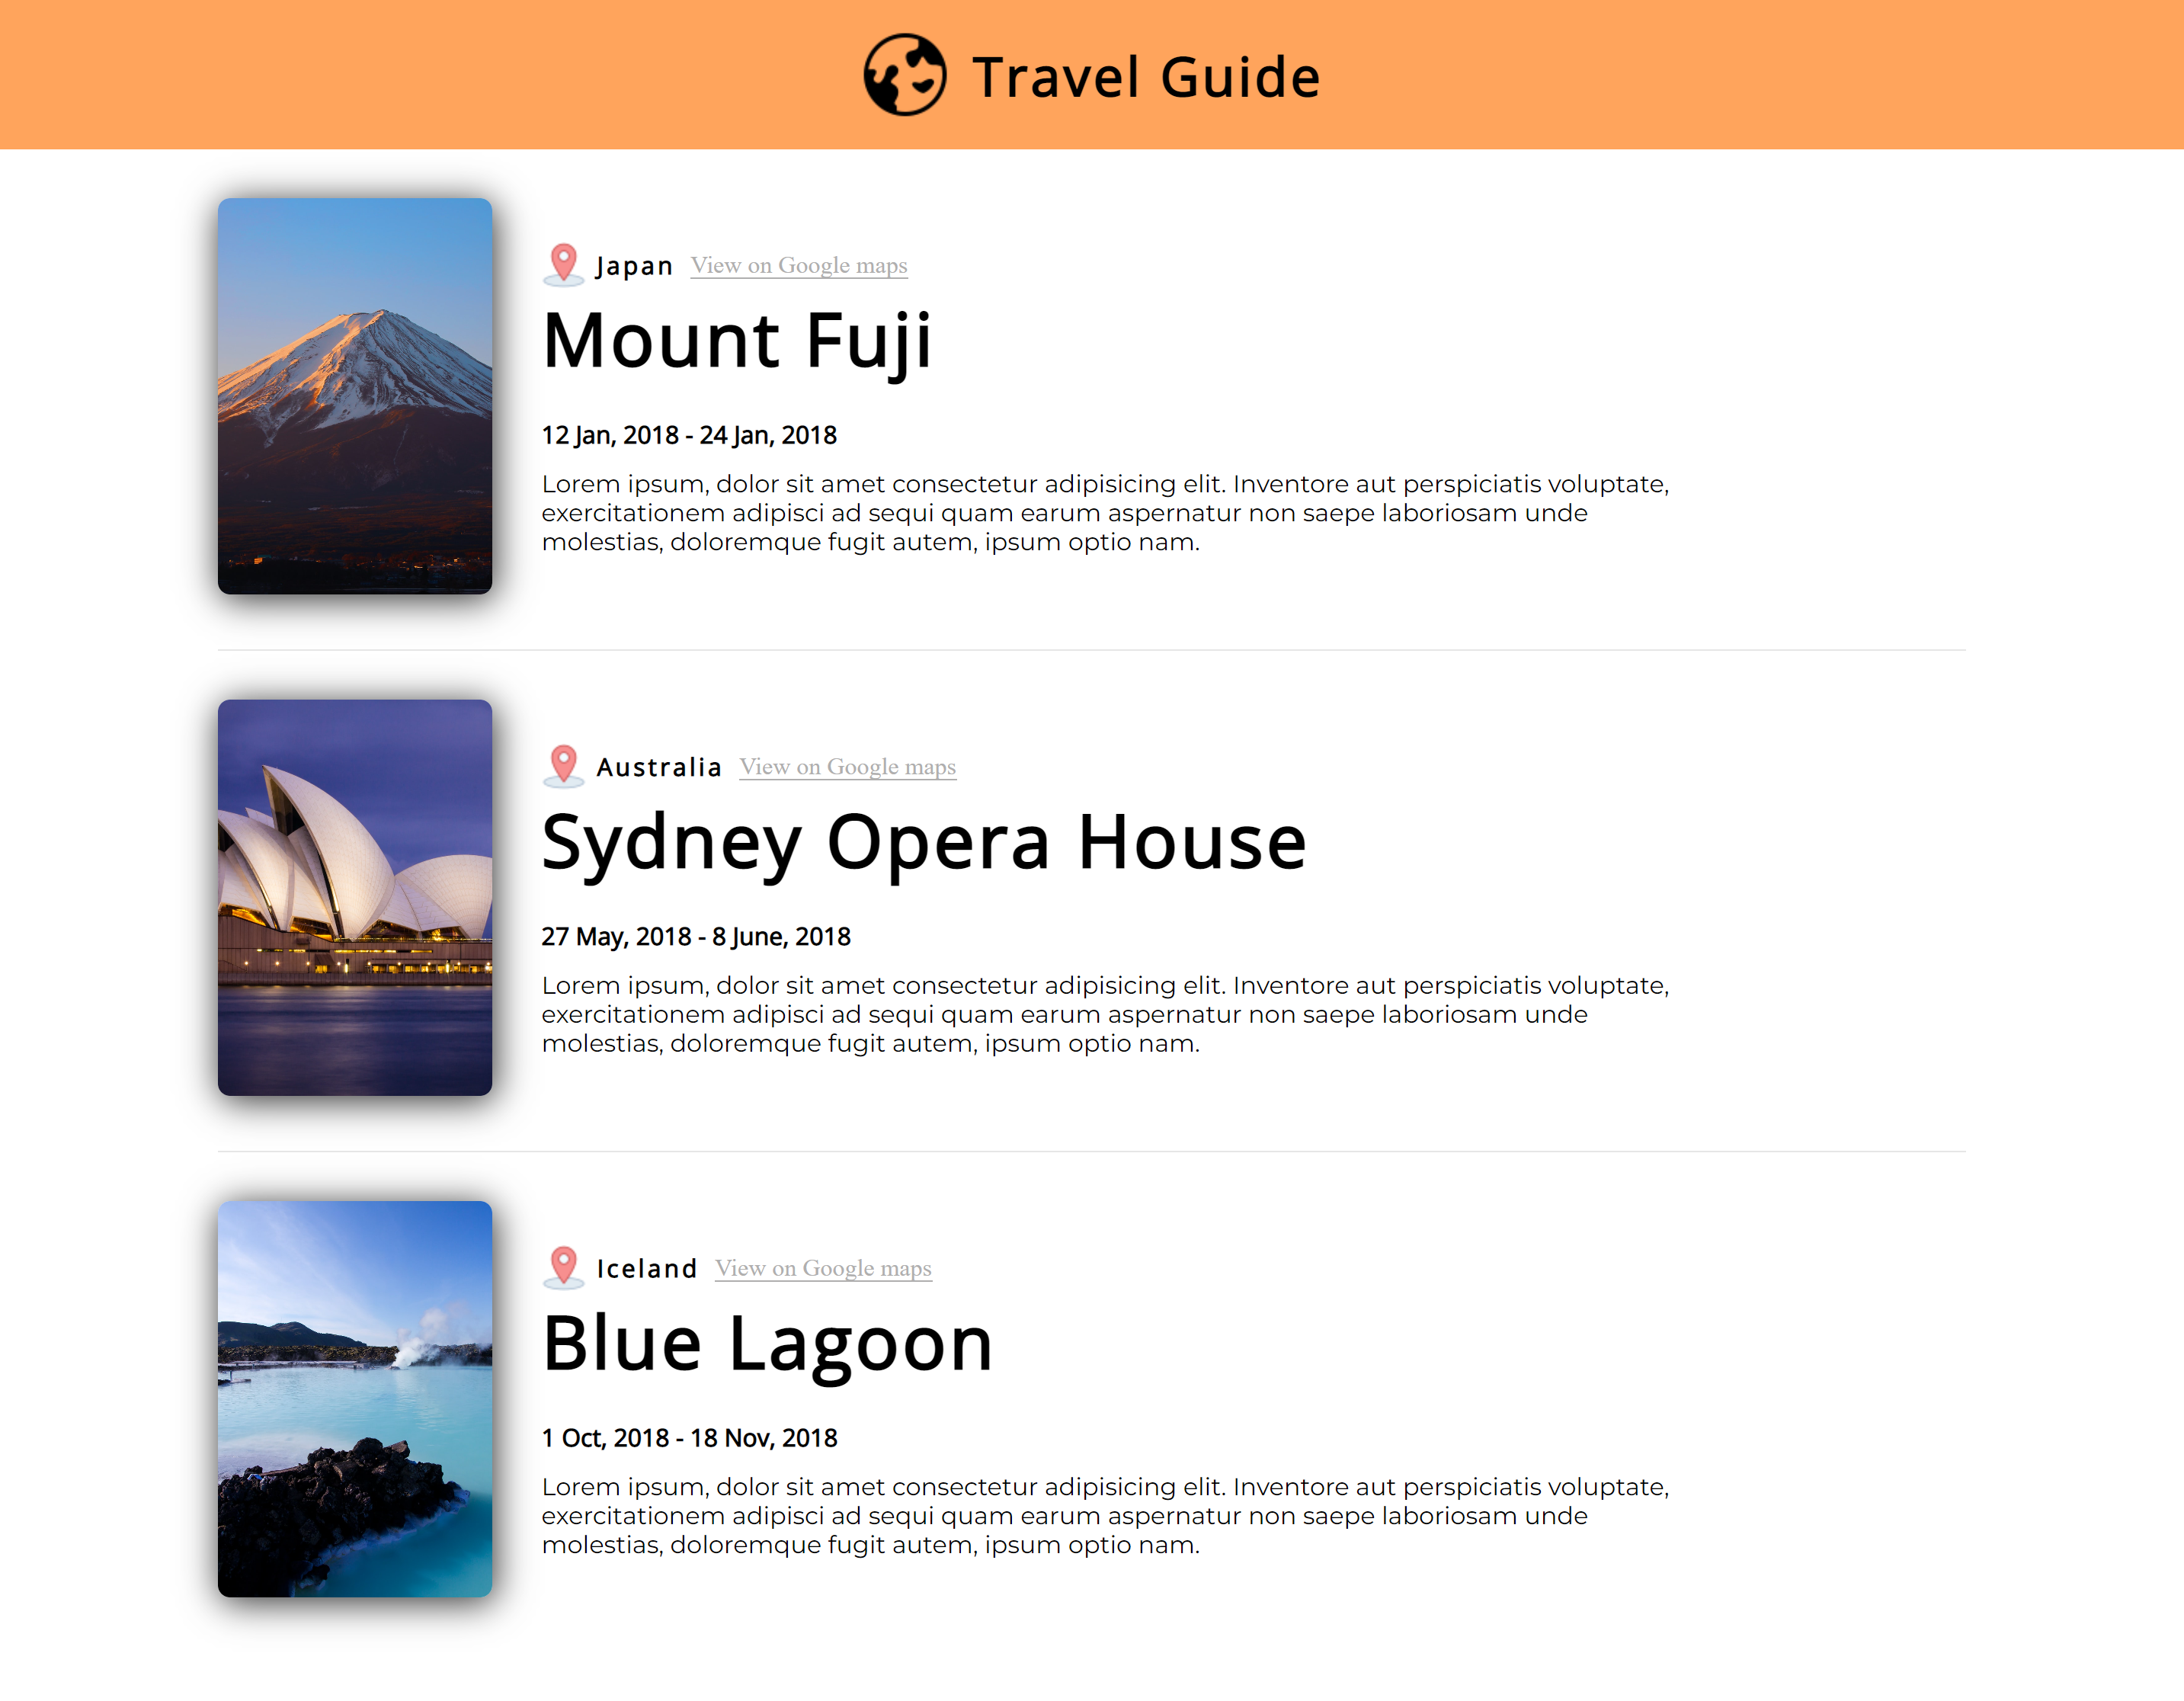 Travel Guide
Japan View on Google maps
Mount Fuji
12 Jan, 2018 - 24 Jan, 2018
Lorem ipsum, dolor sit amet consectetur adipisicing elit. Inventore aut perspiciatis voluptate,
exercitationem adipisci ad sequi quam earum aspernatur non saepe laboriosam unde
molestias, doloremque fugit autem, ipsum optio nam.
Australia View on Google maps
Sydney Opera House
27 May, 2018 - 8 June, 2018
Lorem ipsum, dolor sit amet consectetur adipisicing elit. Inventore aut perspiciatis voluptate,
exercitationem adipisci ad sequi quam earum aspernatur non saepe laboriosam unde
molestias, doloremque fugit autem, ipsum optio nam.
Iceland View on Google maps
Blue Lagoon
1 Oct, 2018 - 18 Nov, 2018
Lorem ipsum, dolor sit amet consectetur adipisicing elit. Inventore aut perspiciatis voluptate,
exercitationem adipisci ad sequi quam earum aspernatur non saepe laboriosam unde
molestias, doloremque fugit autem, ipsum optio nam.